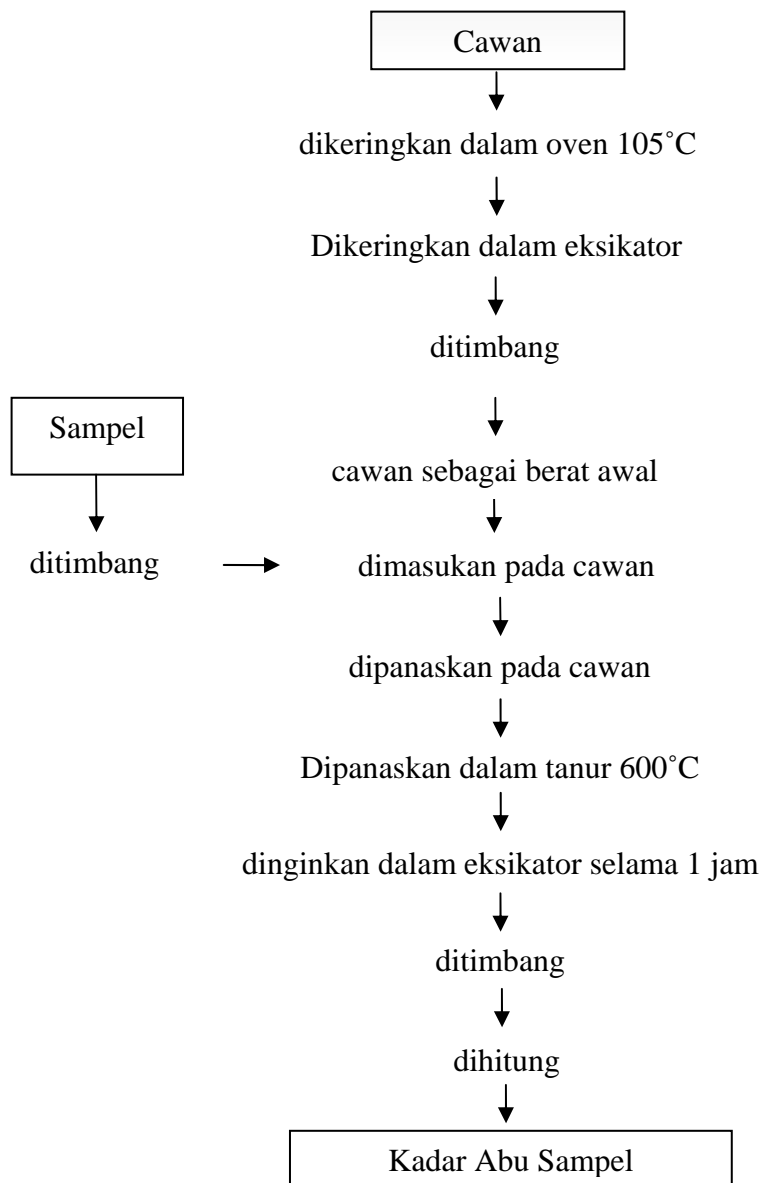 Cawan
dikeringkan dalam oven 105˚C
Dikeringkan dalam eksikator
ditimbang
Sampel
cawan sebagai berat awal
ditimbang
dimasukan pada cawan
dipanaskan pada cawan
Dipanaskan dalam tanur 600˚C
dinginkan dalam eksikator selama 1 jam
ditimbang
dihitung
Kadar Abu Sampel